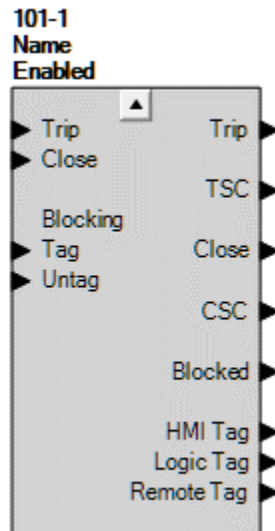 101-1
Name
Enabled
Trip Trip
Close
TSC
Blocking
Tag Close
Untag
CSC
Blocked
HMI Tag
Logic Tag
Remote Tag